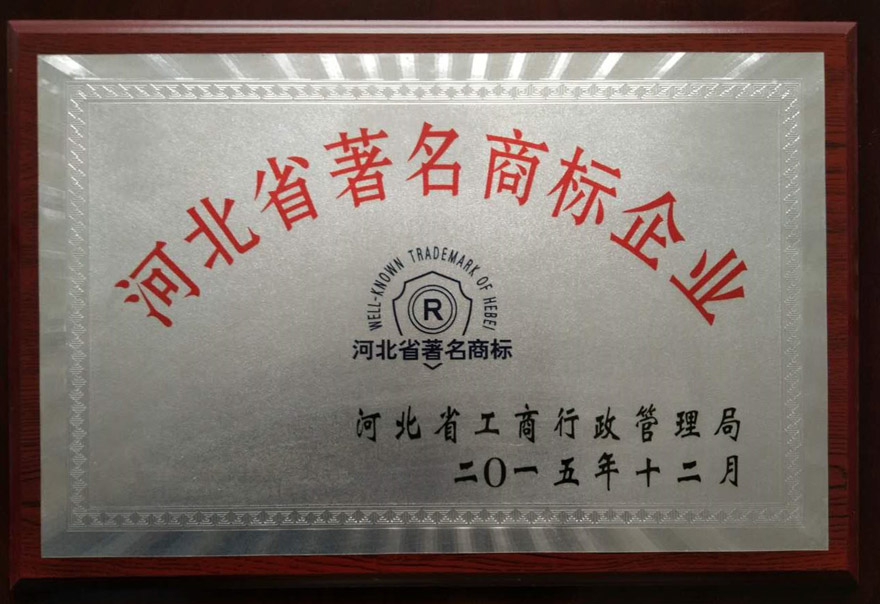 河北省著名商标企业
WELL-KNOWN TRADEMARK OF HEBEI
R
河北省著名商标
河北省工商行政管理局
二0一五年十二月